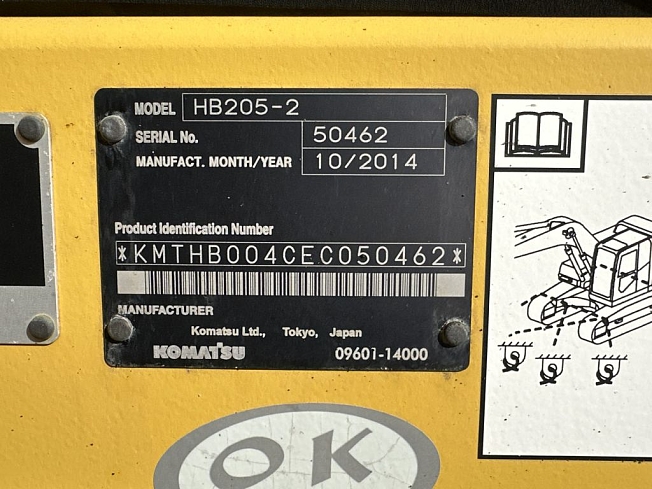 MODEL HB205-2
SERIAL No. 50462
MANUFACT. MONTH/YEAR 10/2014
Product Identification Number
*KMTHB004CEC050462*
MANUFACTURER
Komatsu Ltd., Tokyo, Japan
KOMATSU 09601-14000
OK